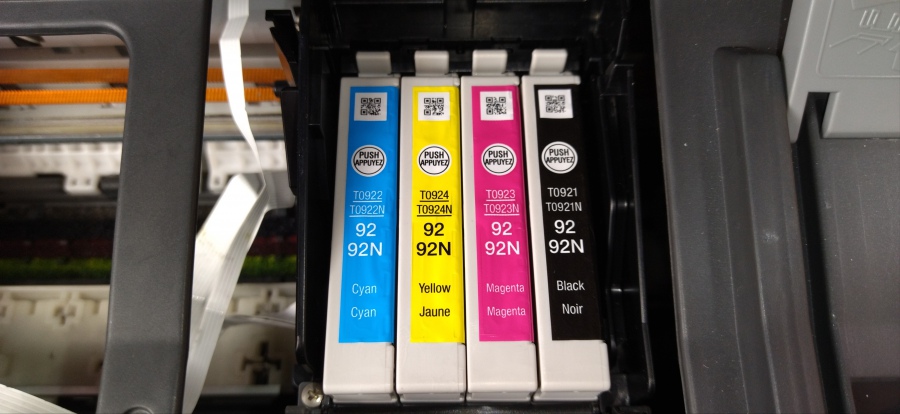 PUSH
APPUYEZ
T0922
T0922N
92
92N
Cyan
Cyan
PUSH
APPUYEZ
T0924
T0924N
92
92N
Yellow
Jaune
PUSH
APPUYEZ
T0923
T0923N
92
92N
Magenta
Magenta
PUSH
APPUYEZ
T0921
T0921N
92
92N
Black
Noir